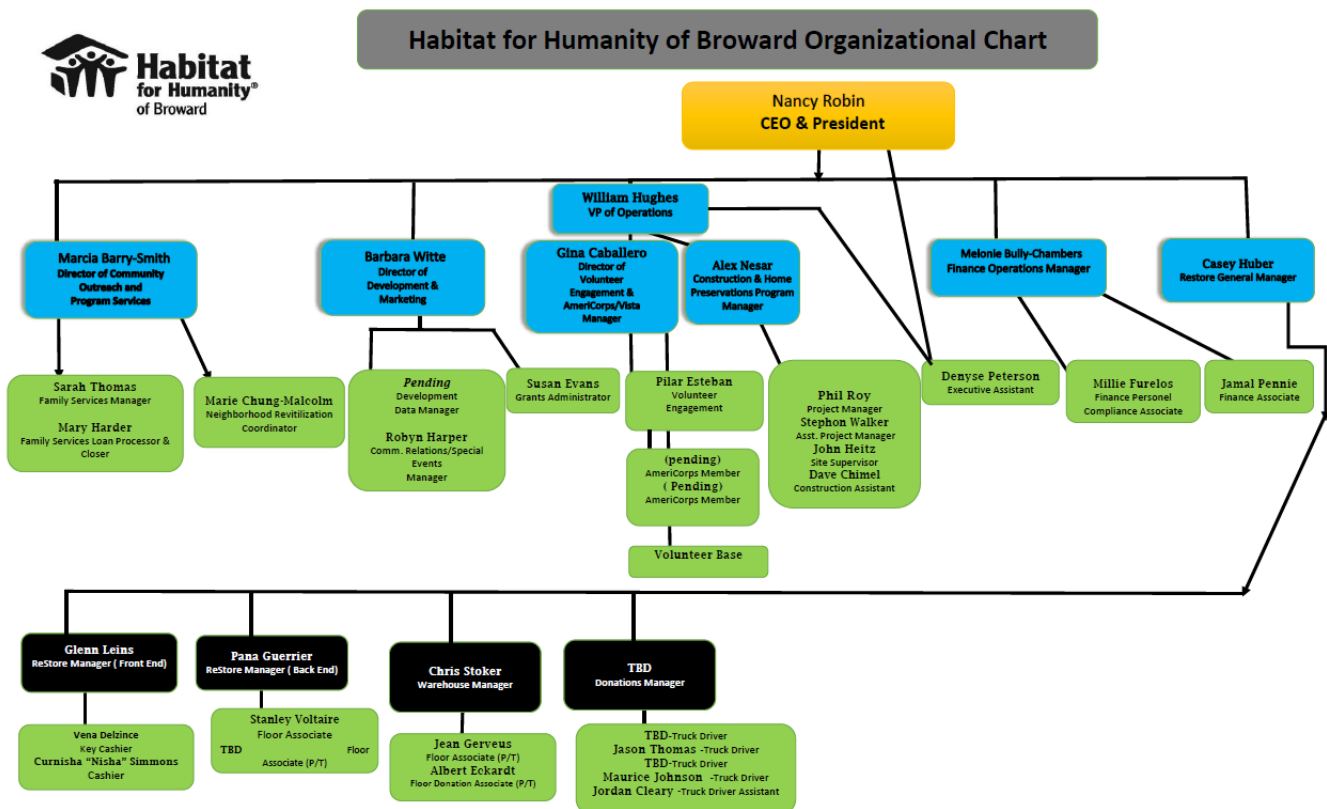 Habitat for Humanity of Broward Organizational Chart
Habitat
for Humanity®
of Broward
Nancy Robin
CEO & President
William Hughes
VP of Operations
Marcia Barry-Smith
Director of Community
Outreach and
Program Services
Barbara Witte
Director of
Development &
Marketing
Gina Caballero
Director of
Volunteer
Engagement &
AmeriCorps/Vista
Manager
Alex Nesar
Construction & Home
Preservations Program
Manager
Melonie Bully-Chambers
Finance Operations Manager
Casey Huber
Restore General Manager
Sarah Thomas
Family Services Manager
Mary Harder
Family Services Loan Processor &
Closer
Marie Chung-Malcolm
Neighborhood Revitilization
Coordinator
Pending
Development
Data Manager
Robyn Harper
Comm. Relations/Special
Events
Manager
Susan Evans
Grants Administrator
Pilar Esteban
Volunteer
Engagement
(pending)
AmeriCorps Member
( Pending)
AmeriCorps Member
Volunteer Base
Phil Roy
Project Manager
Stephon Walker
Asst. Project Manager
John Heitz
Site Supervisor
Dave Chimel
Construction Assistant
Denyse Peterson
Executive Assistant
Millie Furelos
Finance Personel
Compliance Associate
Jamal Pennie
Finance Associate
Glenn Leins
ReStore Manager ( Front End)
Pana Guerrier
ReStore Manager ( Back End)
Chris Stoker
Warehouse Manager
TBD
Donations Manager
Vena Delzince
Key Cashier
Curnisha “Nisha” Simmons
Cashier
Stanley Voltaire
Floor Associate
TBD Floor
Associate (P/T)
Jean Gerveus
Floor Associate (P/T)
Albert Eckardt
Floor Donation Associate (P/T)
TBD-Truck Driver
Jason Thomas -Truck Driver
TBD-Truck Driver
Maurice Johnson -Truck Driver
Jordan Cleary -Truck Driver Assistant